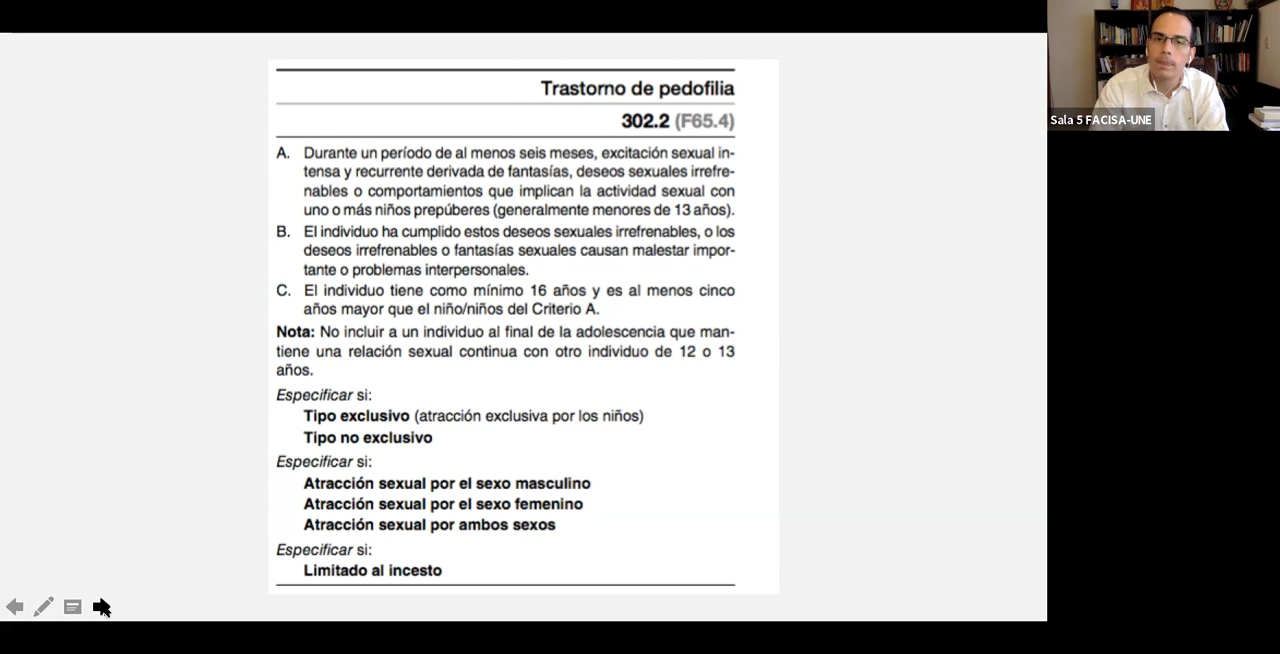 Trastorno de pedofilia
302.2 (F65.4)
A. Durante un período de al menos seis meses, excitación sexual in-
tensa y recurrente derivada de fantasías, deseos sexuales irrefre-
nables o comportamientos que implican la actividad sexual con
uno o más niños prepúberes (generalmente menores de 13 años).
B. El individuo ha cumplido estos deseos sexuales irrefrenables, o los
deseos irrefrenables o fantasías sexuales causan malestar impor-
tante o problemas interpersonales.
C. El individuo tiene como mínimo 16 años y es al menos cinco
años mayor que el niño/niños del Criterio A.
Nota: No incluir a un individuo al final de la adolescencia que man-
tiene una relación sexual continua con otro individuo de 12 o 13
años.
Especificar si:
Tipo exclusivo (atracción exclusiva por los niños)
Tipo no exclusivo
Especificar si:
Atracción sexual por el sexo masculino
Atracción sexual por el sexo femenino
Atracción sexual por ambos sexos
Especificar si:
Limitado al incesto
Sala 5 FACISA-UNE